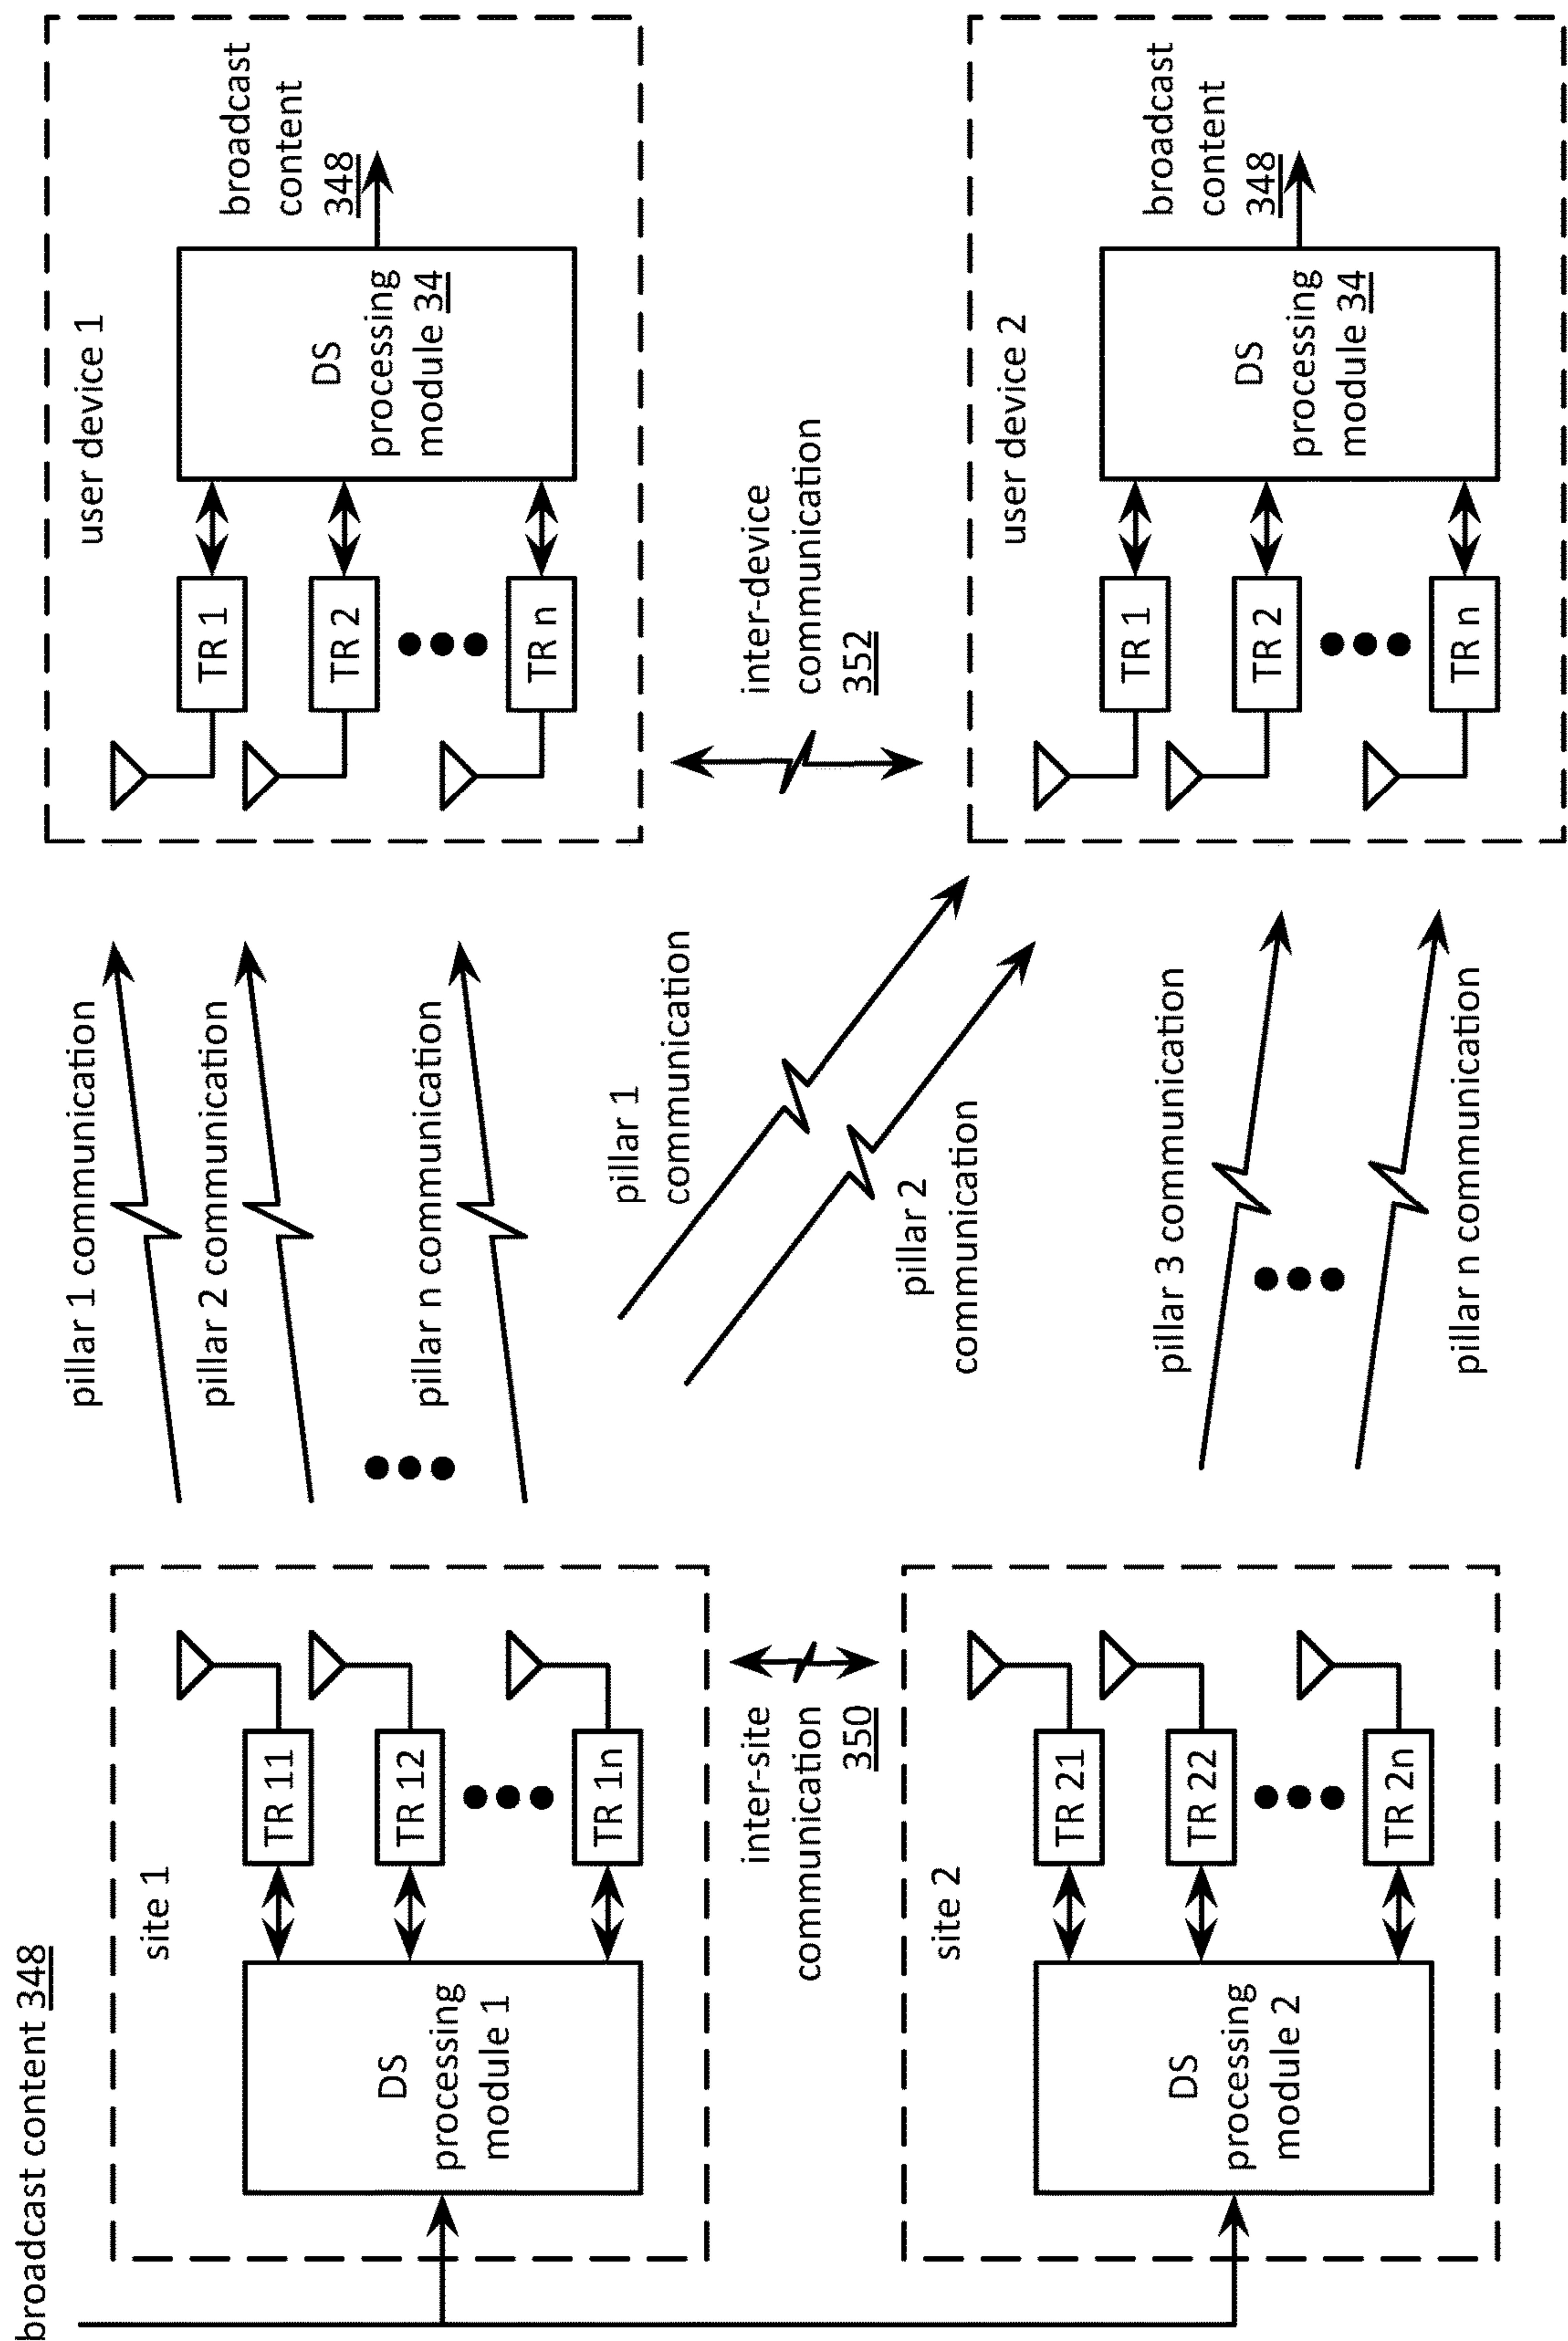 broadcast content 348
site 1
DS
processing
module 1
TR 11
TR 12
TR 1n
inter-site
communication
350
site 2
DS
processing
module 2
TR 21
TR 22
TR 2n
pillar 1 communication
pillar 2 communication
pillar n communication
pillar 1
communication
pillar 2
communication
pillar 3 communication
pillar n communication
user device 1
TR 1
TR 2
TR n
DS
processing
module 34
broadcast
content
348
inter-device
communication
352
user device 2
TR 1
TR 2
TR n
DS
processing
module 34
broadcast
content
348